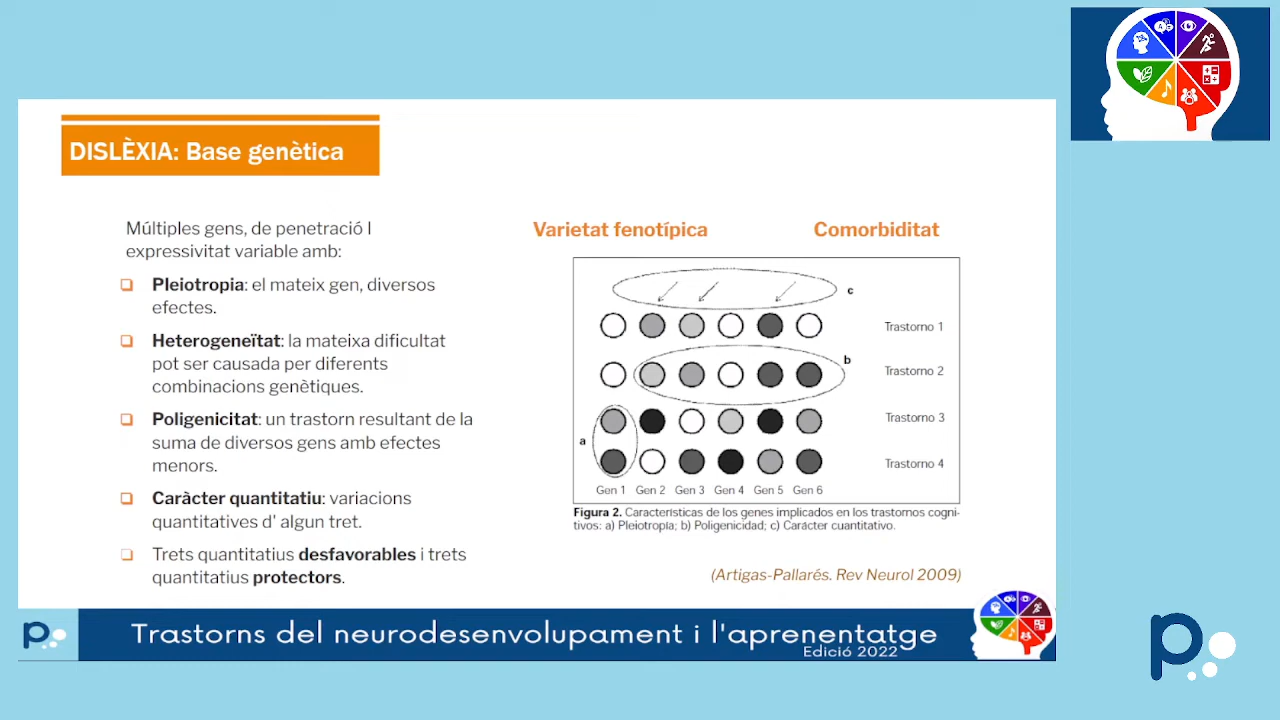 DISLÈXIA: Base genètica
Múltiples gens, de penetració I
expressivitat variable amb:
Pleiotropia: el mateix gen, diversos
efectes.
Heterogeneïtat: la mateixa dificultat
pot ser causada per diferents
combinacions genètiques.
Poligenicitat: un trastorn resultant de la
suma de diversos gens amb efectes
menors.
Caràcter quantitatiu: variacions
quantitatives d' algun tret.
Trets quantitatius desfavorables i trets
quantitatius protectors.
Varietat fenotípica
Comorbiditat
c
Trastorno 1
b
Trastorno 2
Trastorno 3
a
Trastorno 4
Gen 1 Gen 2 Gen 3 Gen 4 Gen 5 Gen 6
Figura 2. Características de los genes implicados en los trastornos cogni-
tivos: a) Pleiotropía; b) Poligenicidad; c) Carácter cuantitativo.
(Artigas-Pallarés. Rev Neurol 2009)
p
Trastorns del neurodesenvolupament i l'aprenentatge
Edició 2022
p